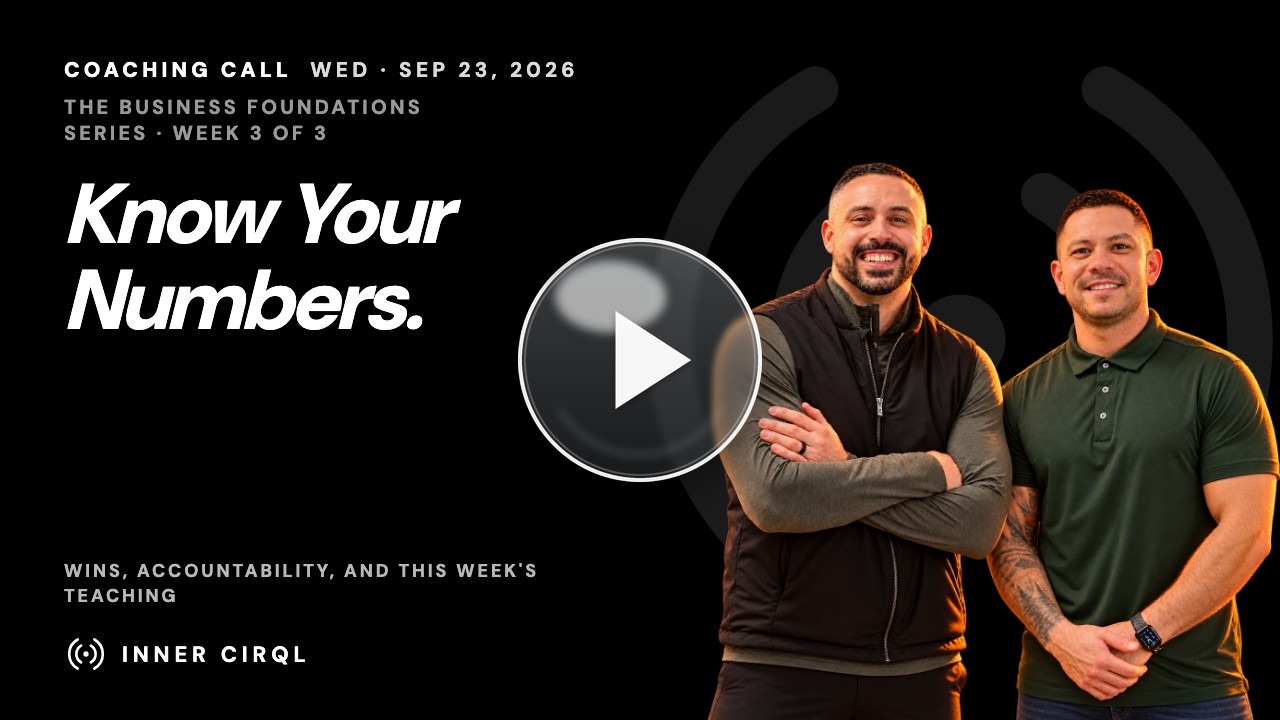 COACHING CALL WED · SEP 23, 2026
THE BUSINESS FOUNDATIONS
SERIES · WEEK 3 OF 3
Know Your
Numbers.
WINS, ACCOUNTABILITY, AND THIS WEEK'S
TEACHING
INNER CIRQL